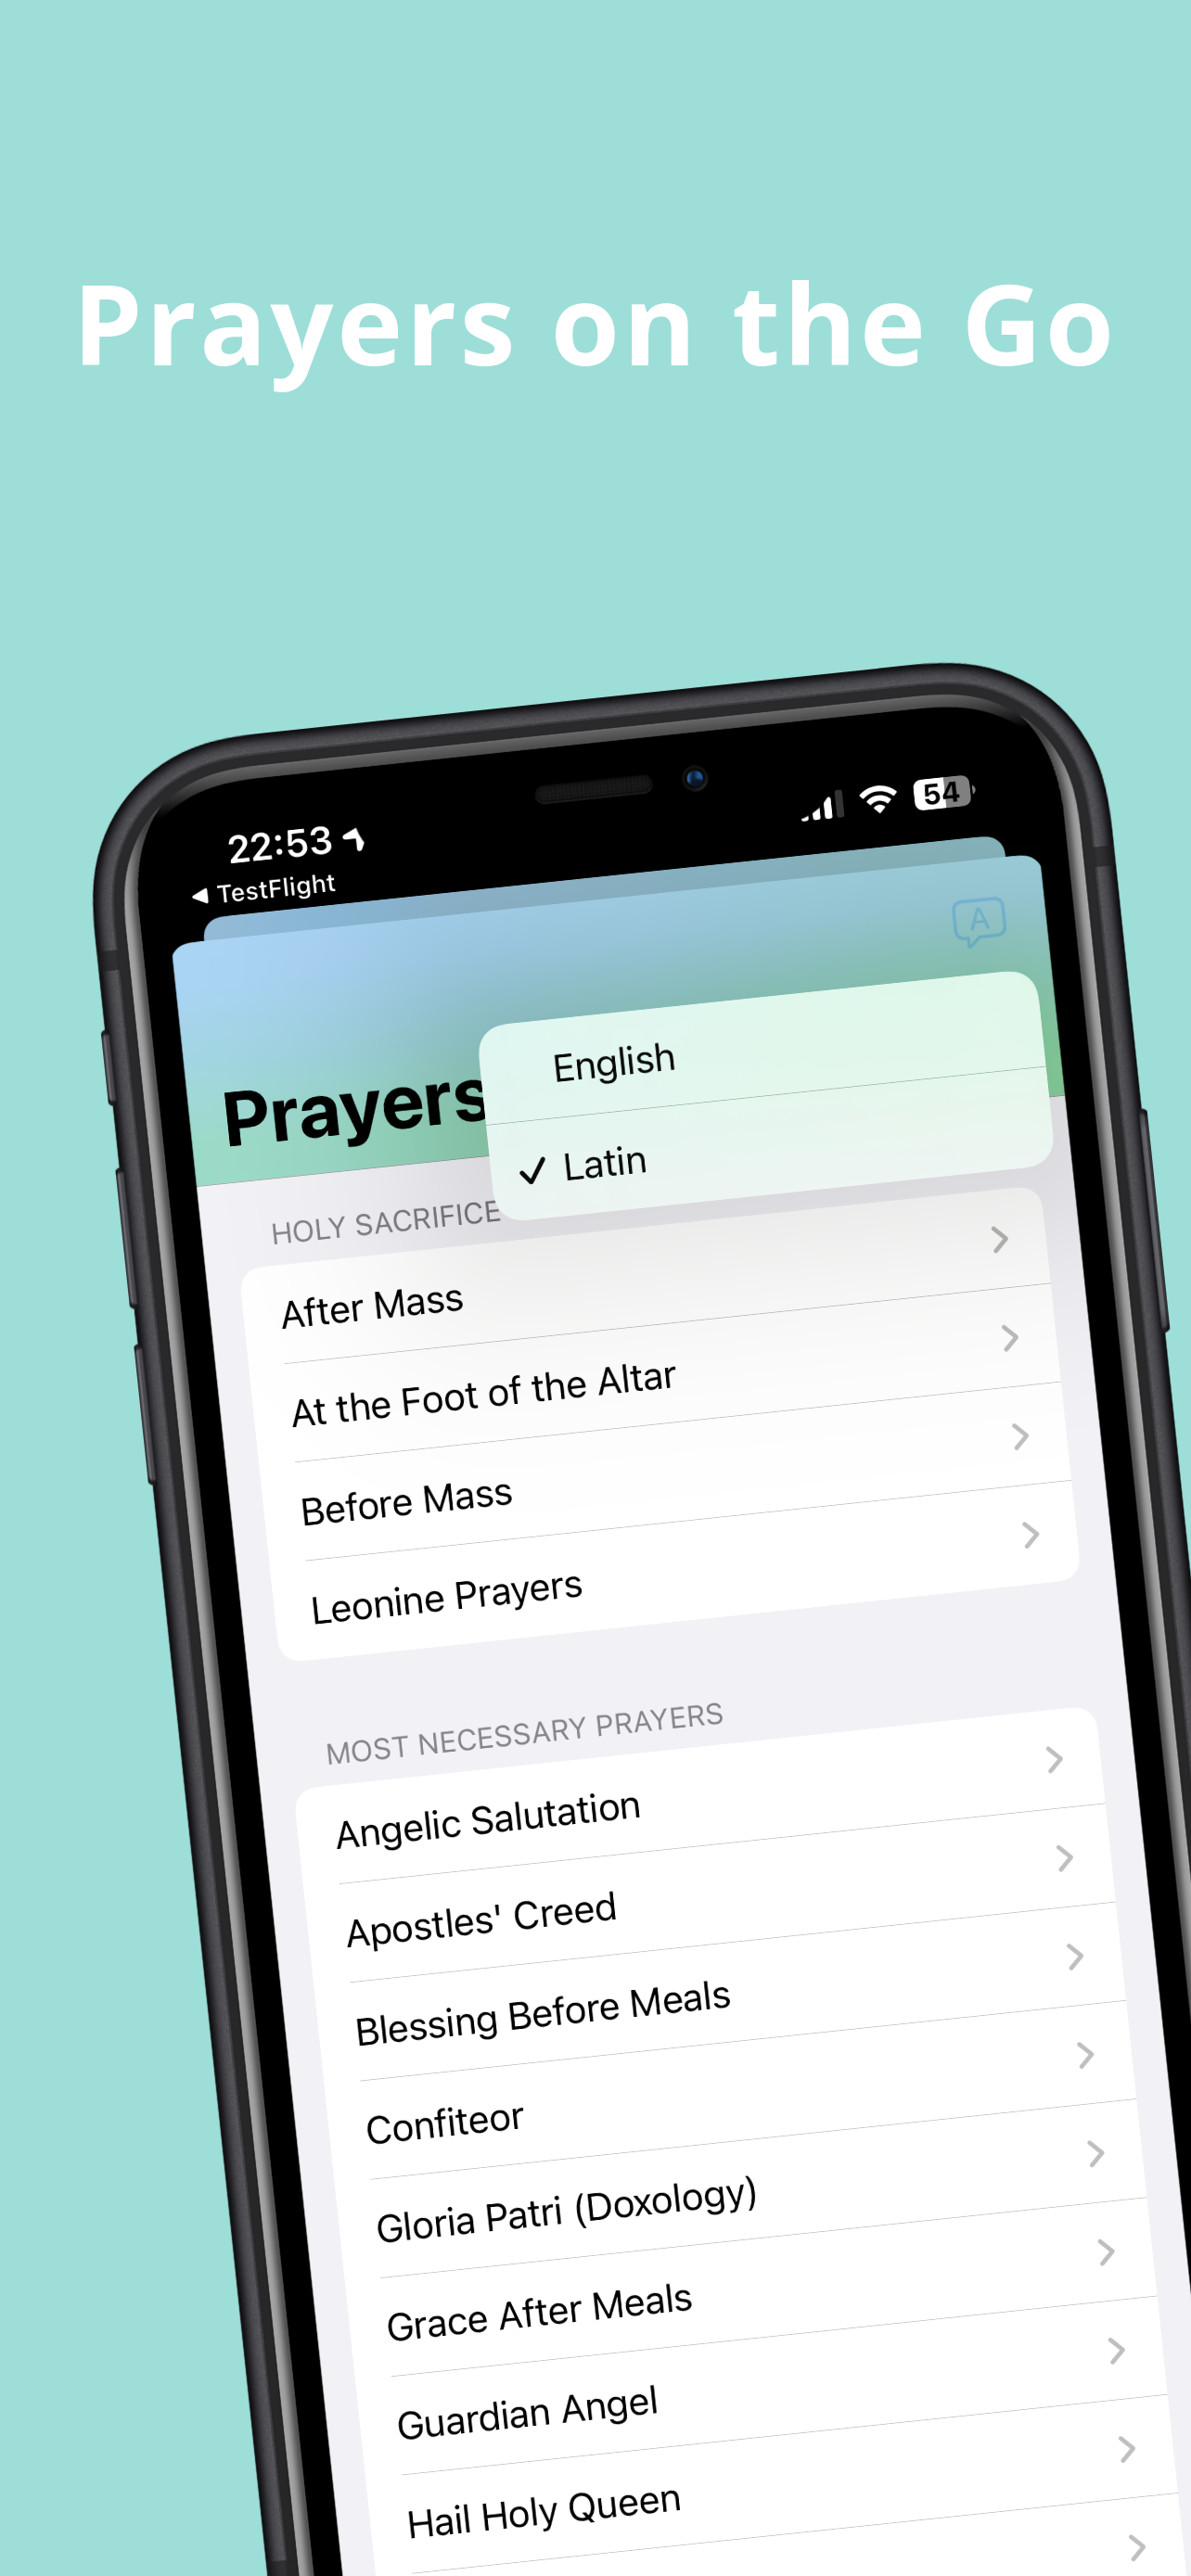 Prayers on the Go
22:53
54
TestFlight
A
English
Prayers
Latin
HOLY SACRIFICE
After Mass
At the Foot of the Altar
Before Mass
Leonine Prayers
MOST NECESSARY PRAYERS
Angelic Salutation
Apostles' Creed
Blessing Before Meals
Confiteor
Gloria Patri (Doxology)
Grace After Meals
Guardian Angel
Hail Holy Queen